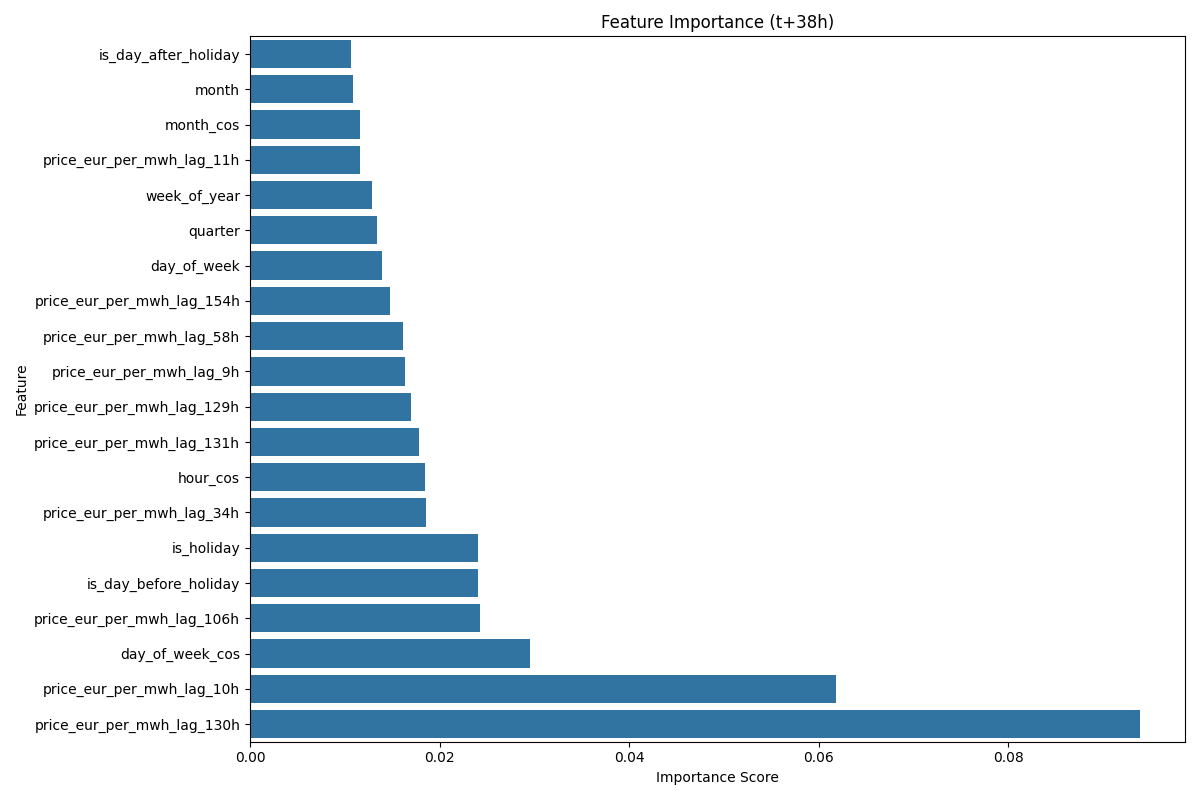 Feature Importance (t+38h)
Feature
is_day_after_holiday
month
month_cos
price_eur_per_mwh_lag_11h
week_of_year
quarter
day_of_week
price_eur_per_mwh_lag_154h
price_eur_per_mwh_lag_58h
price_eur_per_mwh_lag_9h
price_eur_per_mwh_lag_129h
price_eur_per_mwh_lag_131h
hour_cos
price_eur_per_mwh_lag_34h
is_holiday
is_day_before_holiday
price_eur_per_mwh_lag_106h
day_of_week_cos
price_eur_per_mwh_lag_10h
price_eur_per_mwh_lag_130h
0.00 0.02 0.04 0.06 0.08
Importance Score